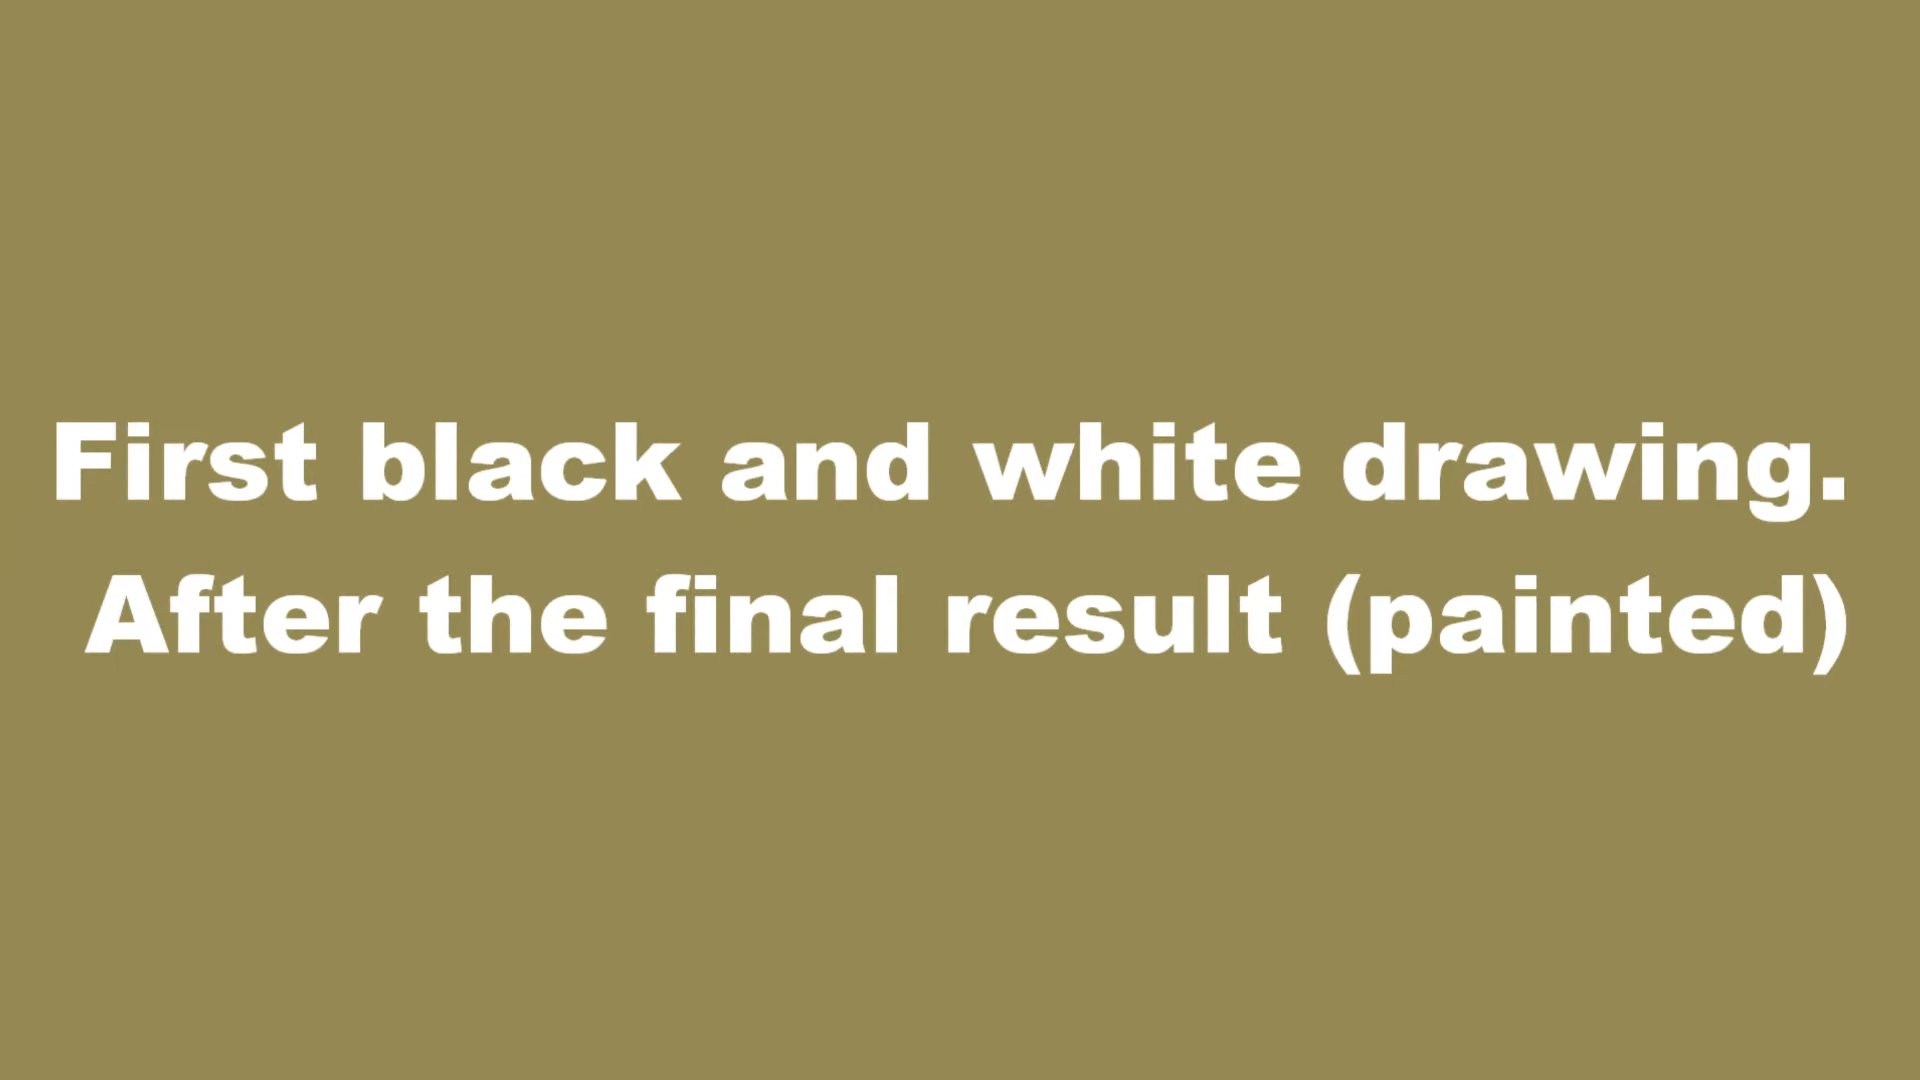 First black and white drawing.
After the final result (painted)